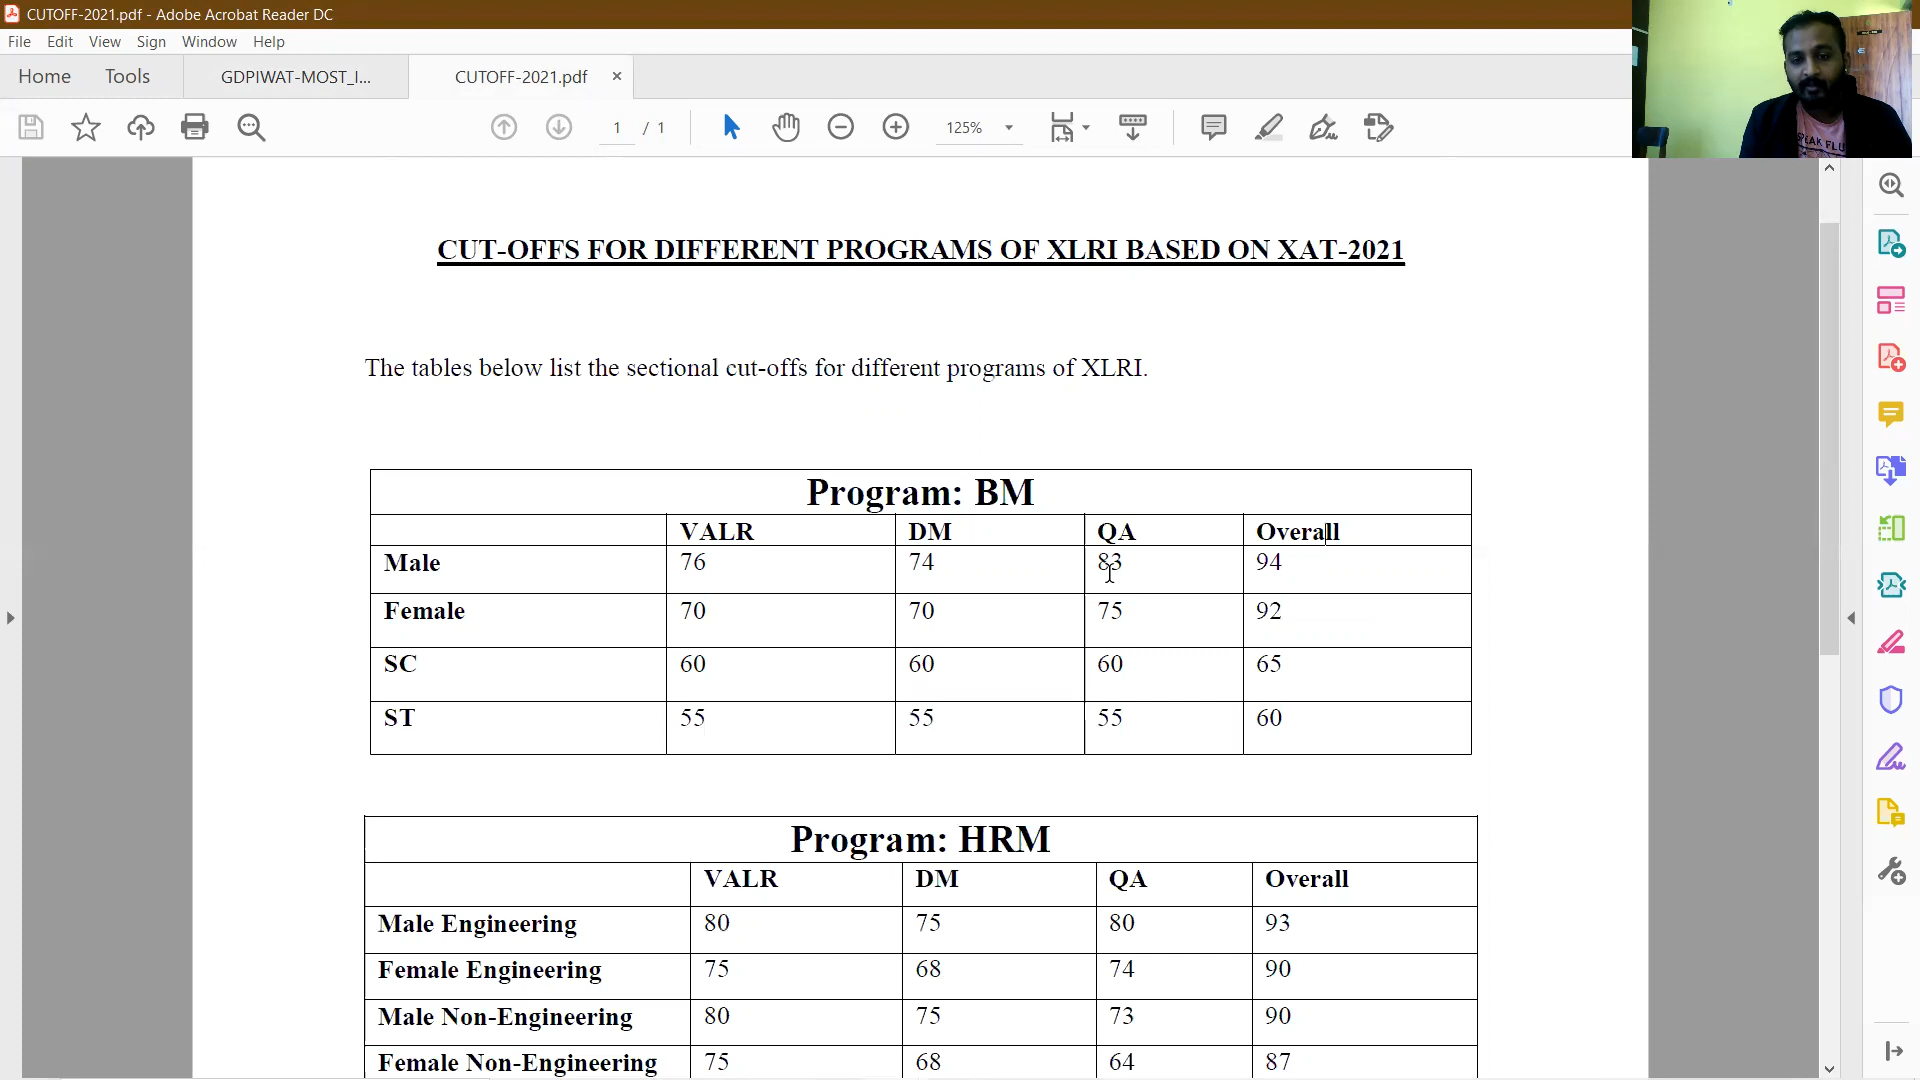 CUTOFF-2021.pdf - Adobe Acrobat Reader DC
File Edit View Sign Window Help
Home Tools GDPIWAT-MOST_I... CUTOFF-2021.pdf ×
1 / 1 125%
SPEAK FLU
CUT-OFFS FOR DIFFERENT PROGRAMS OF XLRI BASED ON XAT-2021
The tables below list the sectional cut-offs for different programs of XLRI.
Program: BM
VALR DM QA Overall
Male 76 74 83 94
Female 70 70 75 92
SC 60 60 60 65
ST 55 55 55 60
Program: HRM
VALR DM QA Overall
Male Engineering 80 75 80 93
Female Engineering 75 68 74 90
Male Non-Engineering 80 75 73 90
Female Non-Engineering 75 68 64 87